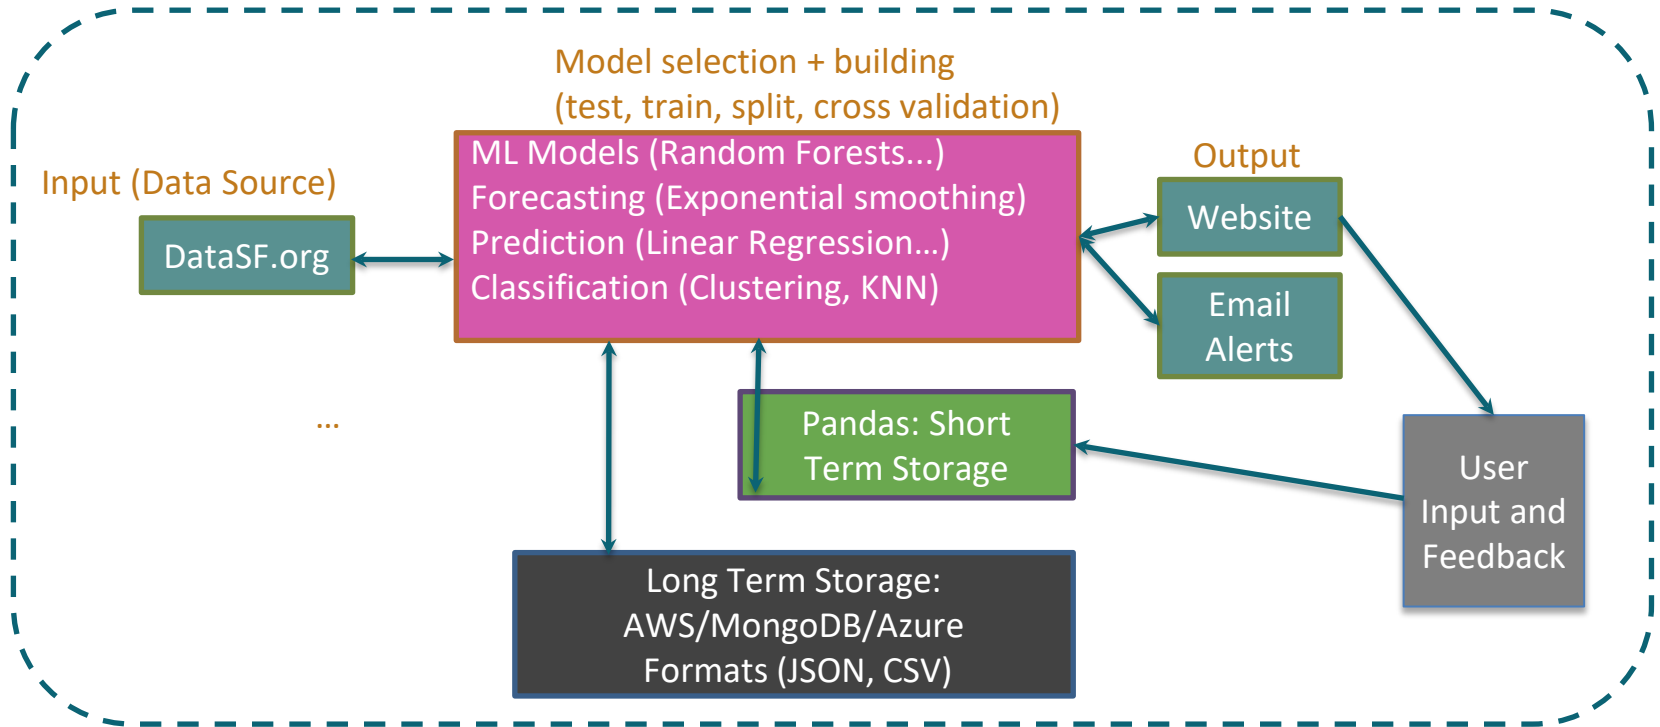 Model selection + building
(test, train, split, cross validation)
Input (Data Source)
DataSF.org
ML Models (Random Forests...)
Forecasting (Exponential smoothing)
Prediction (Linear Regression…)
Classification (Clustering, KNN)
Output
Website
Email
Alerts
...
Pandas: Short
Term Storage
User
Input and
Feedback
Long Term Storage:
AWS/MongoDB/Azure
Formats (JSON, CSV)